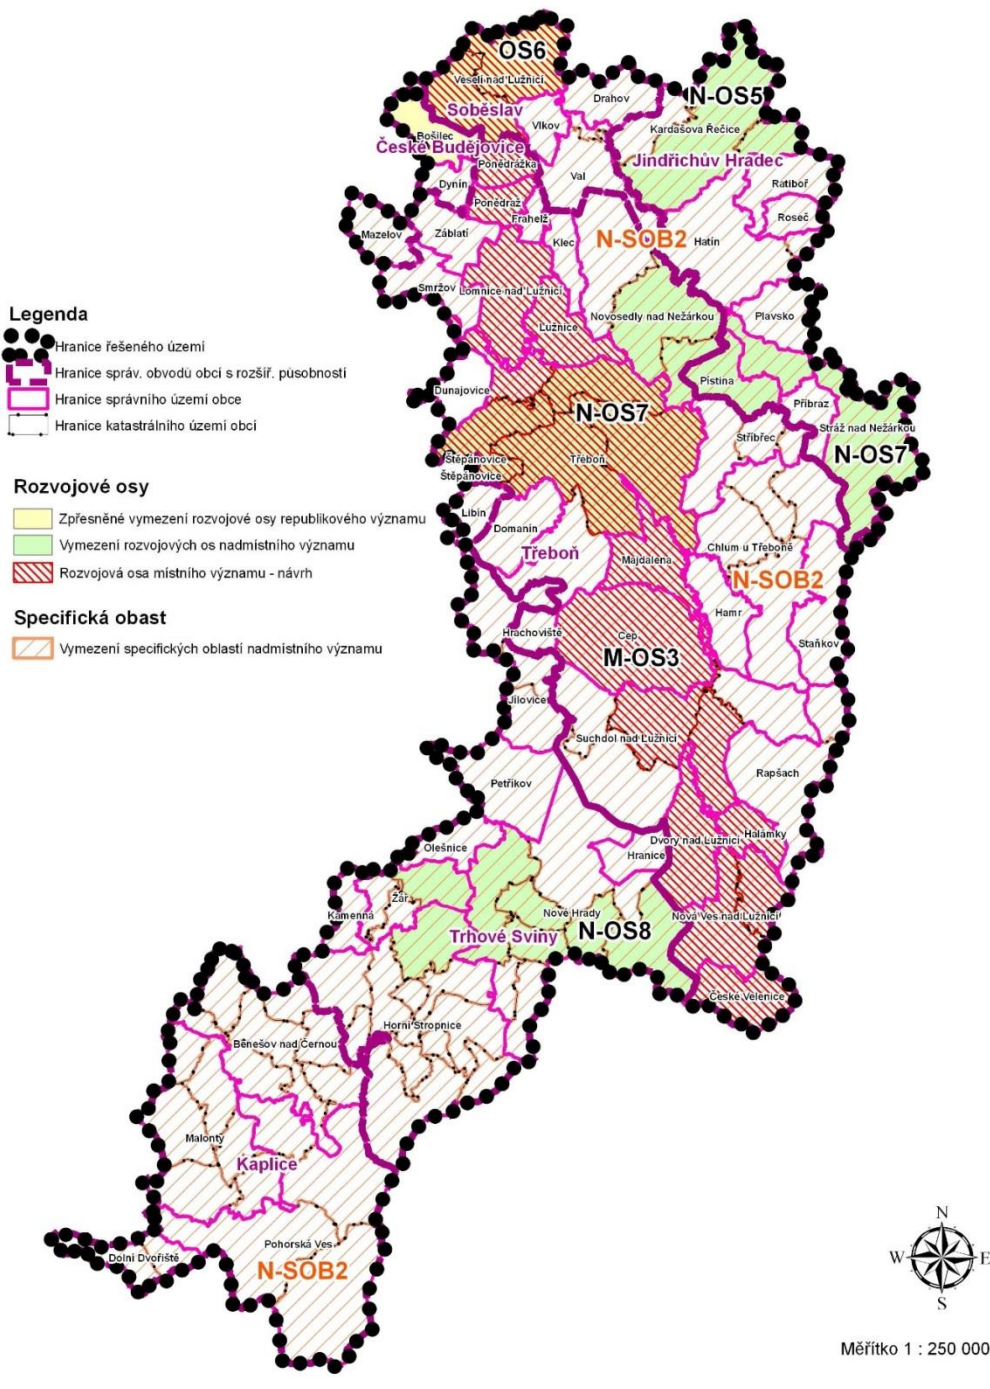 OS6
Veselí nad Lužnicí
Soběslav
Drahov
N-OS5
Vlkov
Kardašova Řečice
Bošilec
České Budějovice
Jindřichův Hradec
Ponědrážka
Val
Dynín
Ratiboř
Ponědraž
Frahelž
Roseč
Mazelov
Záblatí
Klec
N-SOB2
Hatín
Smržov
Lomnice nad Lužnicí
Novosedly nad Nežárkou
Plavsko
Lužnice
Legenda
Hranice řešeného území
Hranice správ. obvodů obcí s rozšíř. působností
Hranice správního území obce
Hranice katastrálního území obcí
Dunajovice
Pístina
Příbraz
N-OS7
Stráž nad Nežárkou
Stříbřec
N-OS7
Štěpánovice
Třeboň
Štěpánovice
Rozvojové osy
Zpřesněné vymezení rozvojové osy republikového významu
Vymezení rozvojových os nadmístního významu
Rozvojová osa místního významu - návrh
Libín
Domanín
Třeboň
Majdalena
Chlum u Třeboně
N-SOB2
Specifická obast
Vymezení specifických oblastí nadmístního významu
Hamr
Hrachoviště
Cep
Staňkov
M-OS3
Jílovice
Suchdol nad Lužnicí
Petříkov
Rapšach
Halámky
Dvory nad Lužnicí
Olešnice
Hranice
Žár
Kamenná
Nové Hrady
Nová Ves nad Lužnicí
Trhové Sviny
N-OS8
České Velenice
Horní Stropnice
Benešov nad Černou
Malonty
Kaplice
Pohorská Ves
Dolní Dvořiště
N-SOB2
N
W
E
S
Měřítko 1 : 250 000